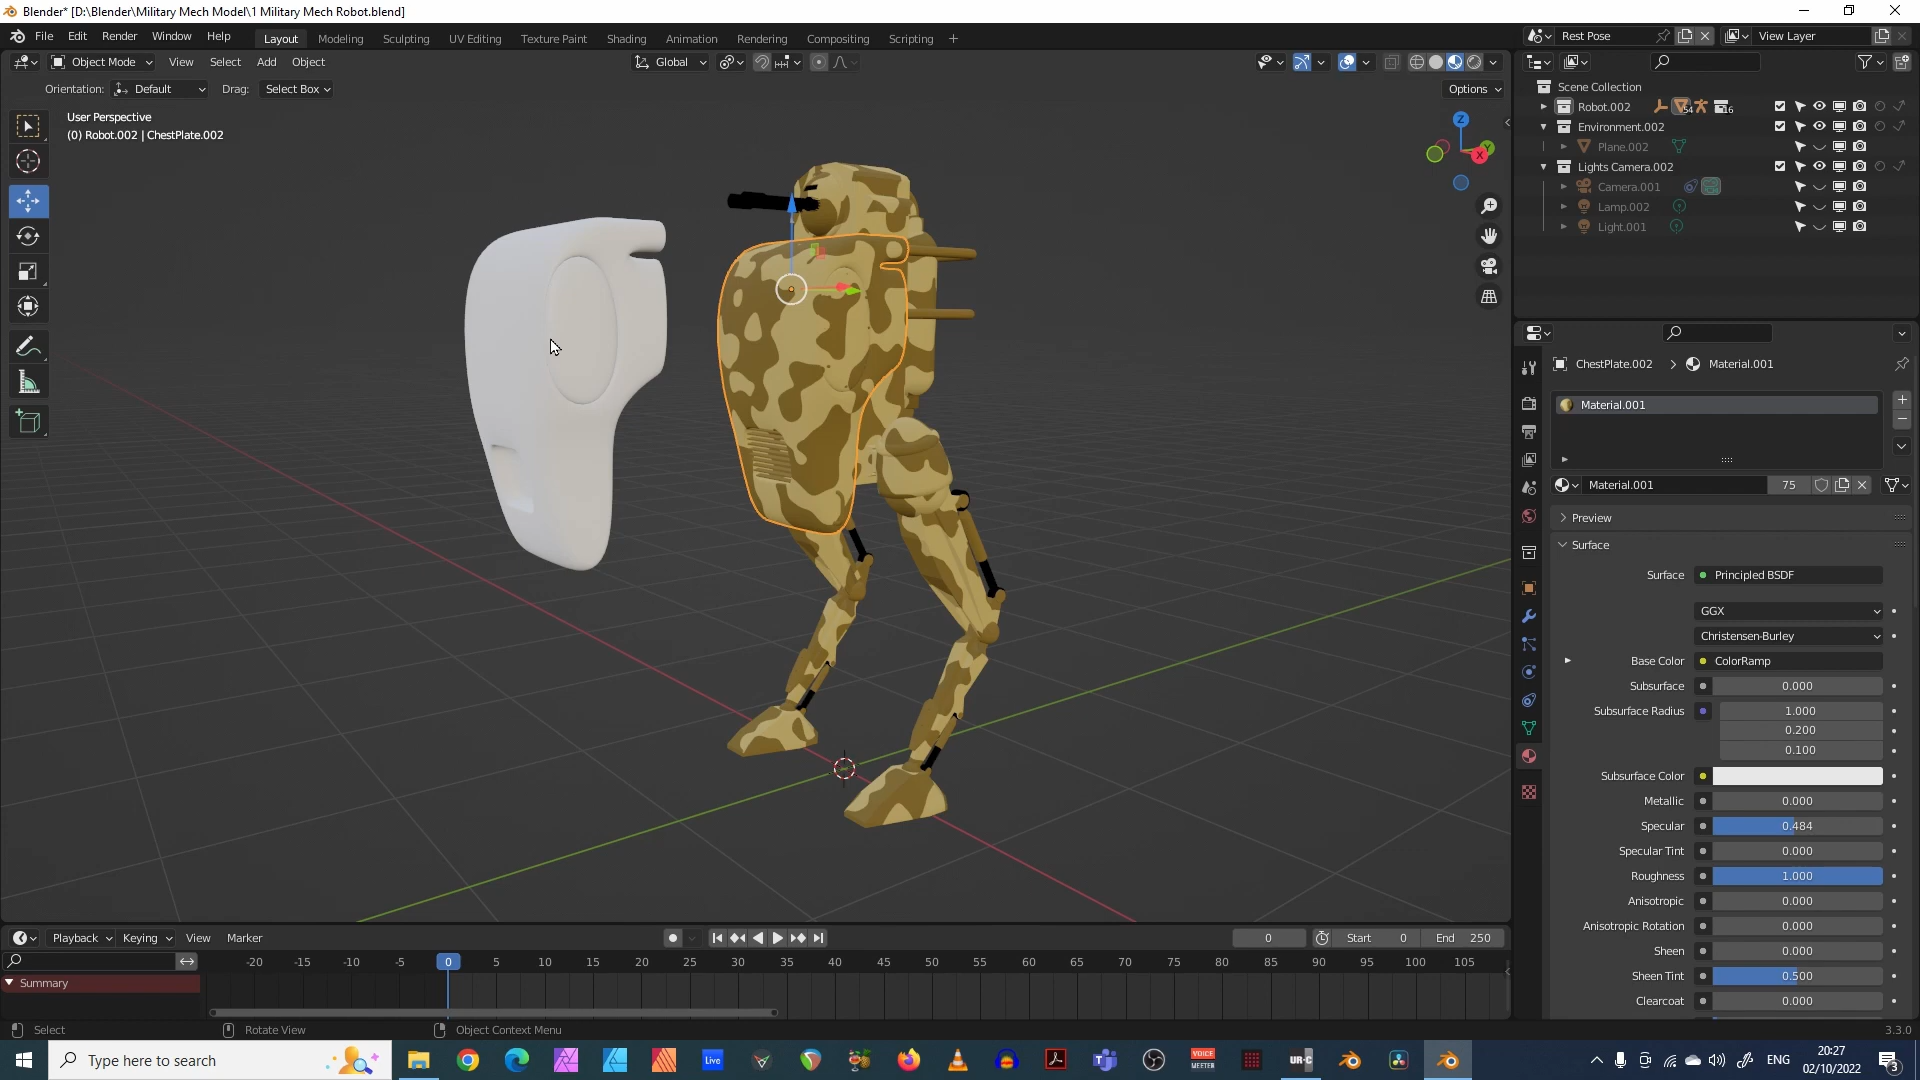 Blender* [D:\Blender\Military Mech Model\1 Military Mech Robot.blend]
File Edit Render Window Help Layout Modeling Sculpting UV Editing Texture Paint Shading Animation Rendering Compositing Scripting + Rest Pose View Layer
Object Mode View Select Add Object Global
Orientation: Default Drag: Select Box Options
User Perspective
(0) Robot.002 | ChestPlate.002
Z
Y
X
Scene Collection
Robot.002 54 16
Environment.002
Plane.002
Lights Camera.002
Camera.001
Lamp.002
Light.001
ChestPlate.002 > Material.001
Material.001
Material.001 75
Preview
Surface
Surface Principled BSDF
GGX
Christensen-Burley
Base Color ColorRamp
Subsurface 0.000
Subsurface Radius 1.000
0.200
0.100
Subsurface Color
Metallic 0.000
Specular 0.484
Specular Tint 0.000
Roughness 1.000
Anisotropic 0.000
Anisotropic Rotation 0.000
Sheen 0.000
Sheen Tint 0.500
Clearcoat 0.000
Playback Keying View Marker 0 Start 0 End 250
-20 -15 -10 -5 0 5 10 15 20 25 30 35 40 45 50 55 60 65 70 75 80 85 90 95 100 105
Summary
Select Rotate View Object Context Menu 3.3.0
Type here to search Live VOICE MEETER UR-C ENG 20:27
02/10/2022 3